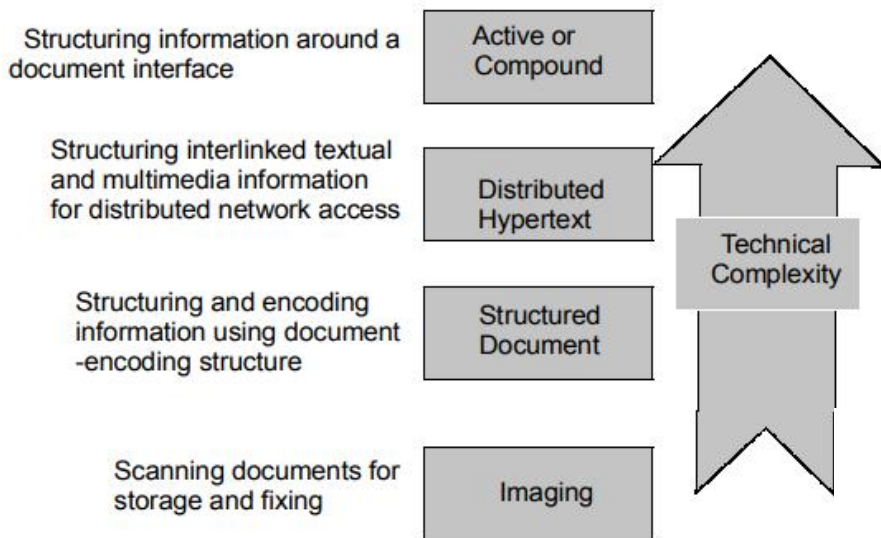 Structuring information around a
document interface
Active or
Compound
Structuring interlinked textual
and multimedia information
for distributed network access
Distributed
Hypertext
Technical
Complexity
Structuring and encoding
information using document
-encoding structure
Structured
Document
Scanning documents for
storage and fixing
Imaging